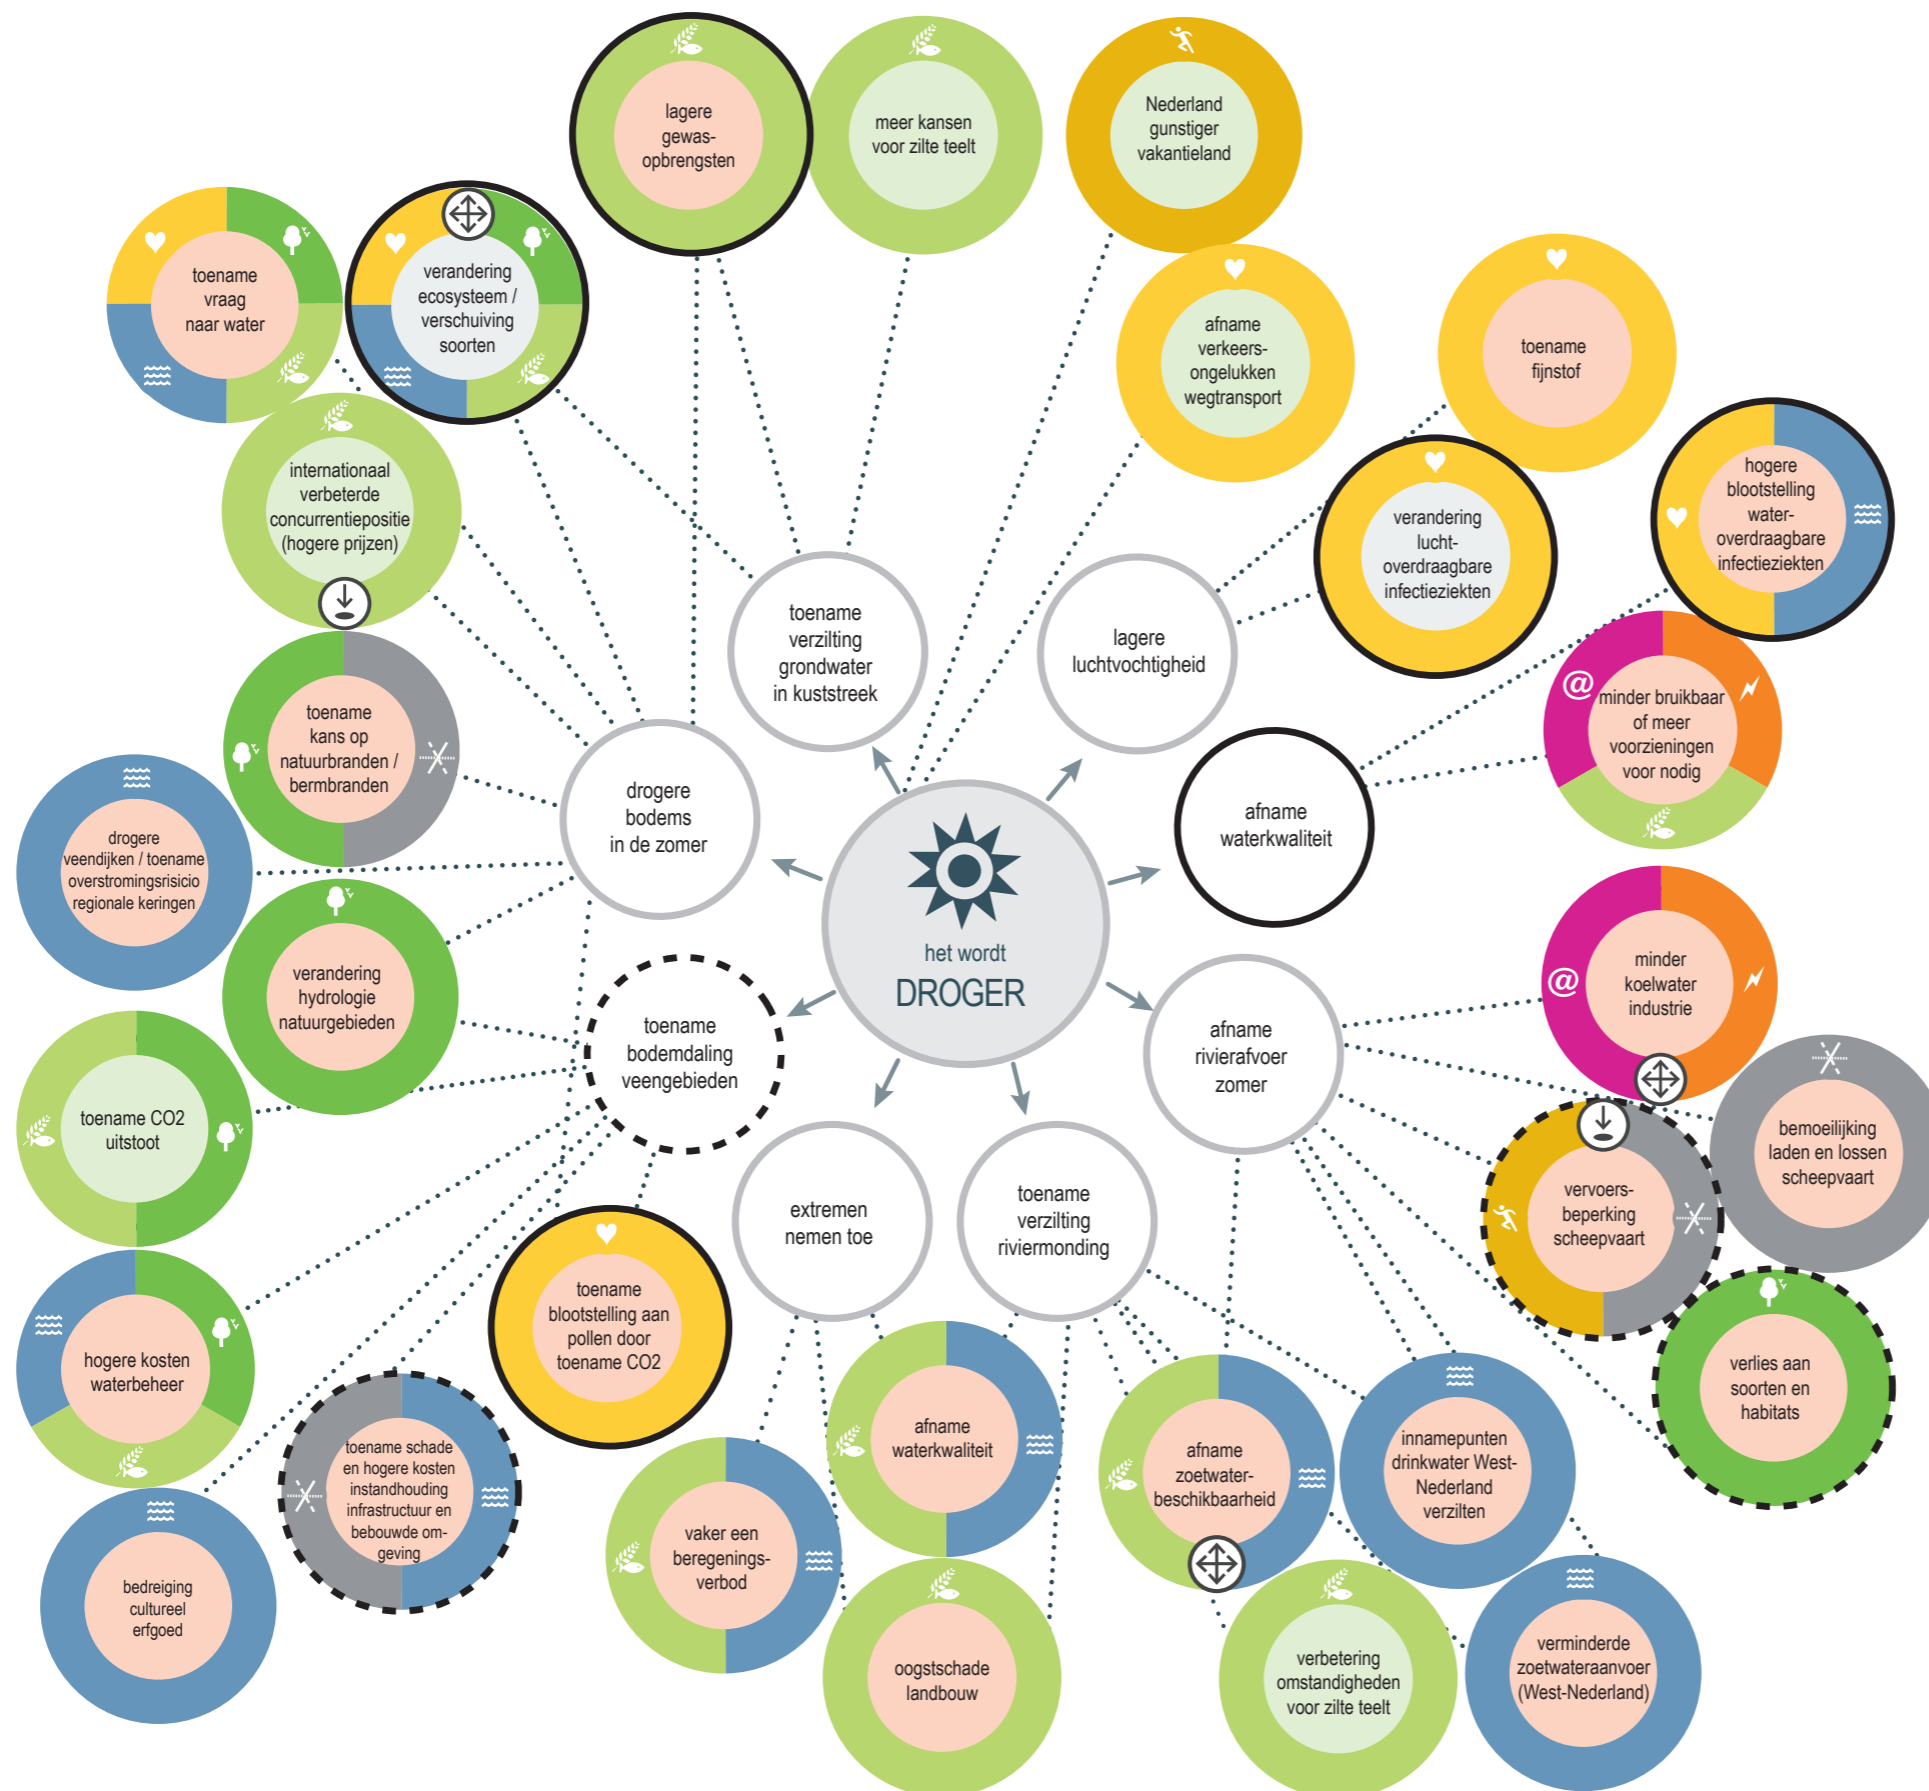 lagere
gewas-
opbrengsten
meer kansen
voor zilte teelt
Nederland
gunstiger
vakantieland
toename
vraag
naar water
verandering
ecosysteem /
verschuiving
soorten
afname
verkeers-
ongelukken
wegtransport
toename
fijnstof
internationaal
verbeterde
concurrentiepositie
(hogere prijzen)
verandering
lucht-
overdraagbare
infectieziekten
hogere
blootstelling
water-
overdraagbare
infectieziekten
toename
verzilting
grondwater
in kuststreek
lagere
luchtvochtigheid
toename
kans op
natuurbranden /
bermbranden
@
minder bruikbaar
of meer
voorzieningen
voor nodig
drogere
bodems
in de zomer
afname
waterkwaliteit
drogere
veendijken / toename
overstromingsrisicio
regionale keringen
het wordt
DROGER
verandering
hydrologie
natuurgebieden
@
minder
koelwater
industrie
toename
bodemdaling
veengebieden
afname
rivierafvoer
zomer
toename CO2
uitstoot
bemoeilijking
laden en lossen
scheepvaart
extremen
nemen toe
toename
verzilting
riviermonding
vervoers-
beperking
scheepvaart
toename
blootstelling aan
pollen door
toename CO2
hogere kosten
waterbeheer
verlies aan
soorten en
habitats
toename schade
en hogere kosten
instandhouding
infrastructuur en
bebouwde om-
geving
afname
waterkwaliteit
afname
zoetwater-
beschikbaarheid
innamepunten
drinkwater West-
Nederland
verzilten
vaker een
beregenings-
verbod
bedreiging
cultureel
erfgoed
oogstschade
landbouw
verbetering
omstandigheden
voor zilte teelt
verminderde
zoetwateraanvoer
(West-Nederland)